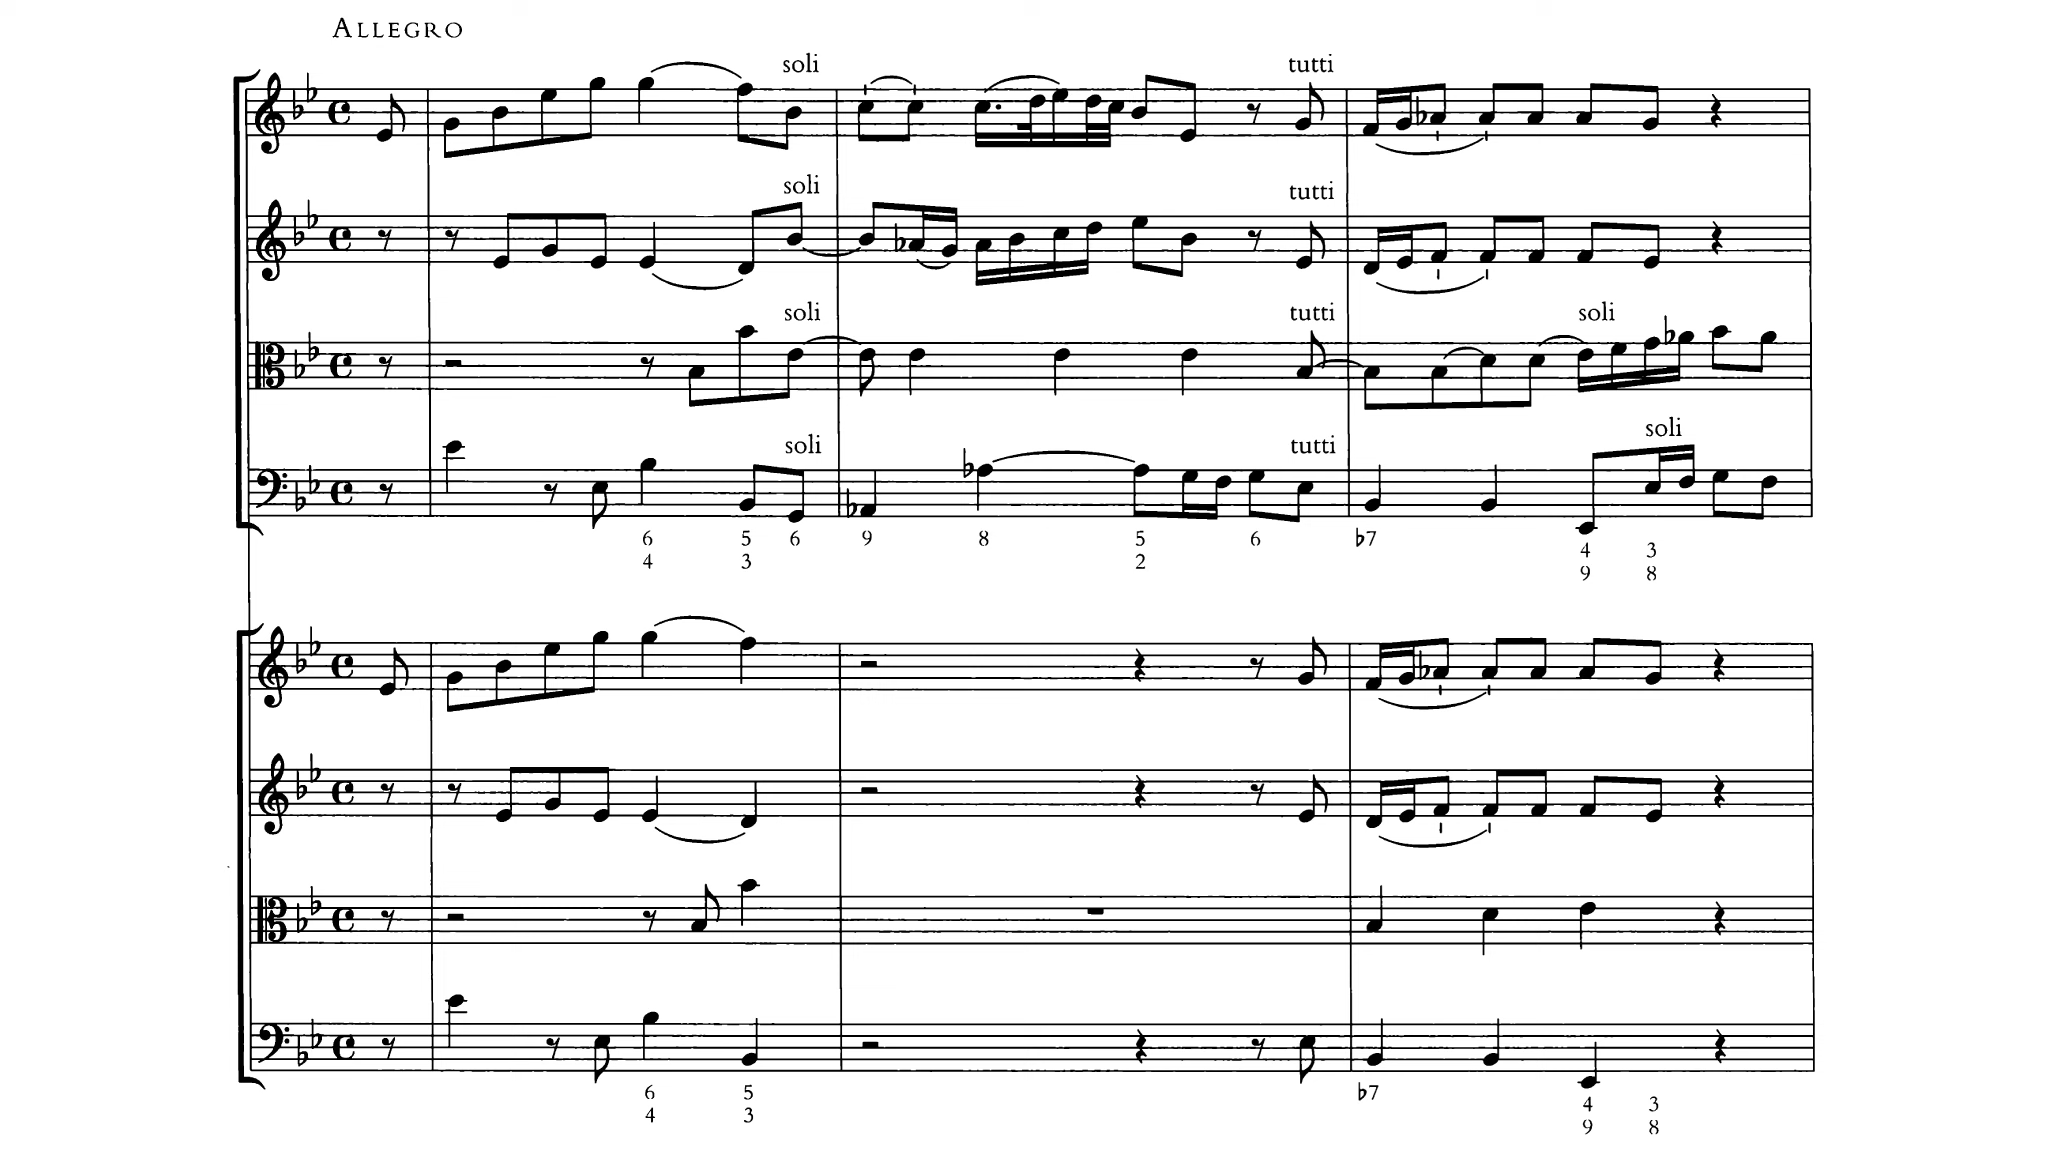 ALLEGRO
soli tutti
soli tutti
soli tutti soli
soli tutti soli
6 5 6 9 8 5 6 ♭7 4 3
4 3 2 9 8
6 5 ♭7 4 3
4 3 9 8